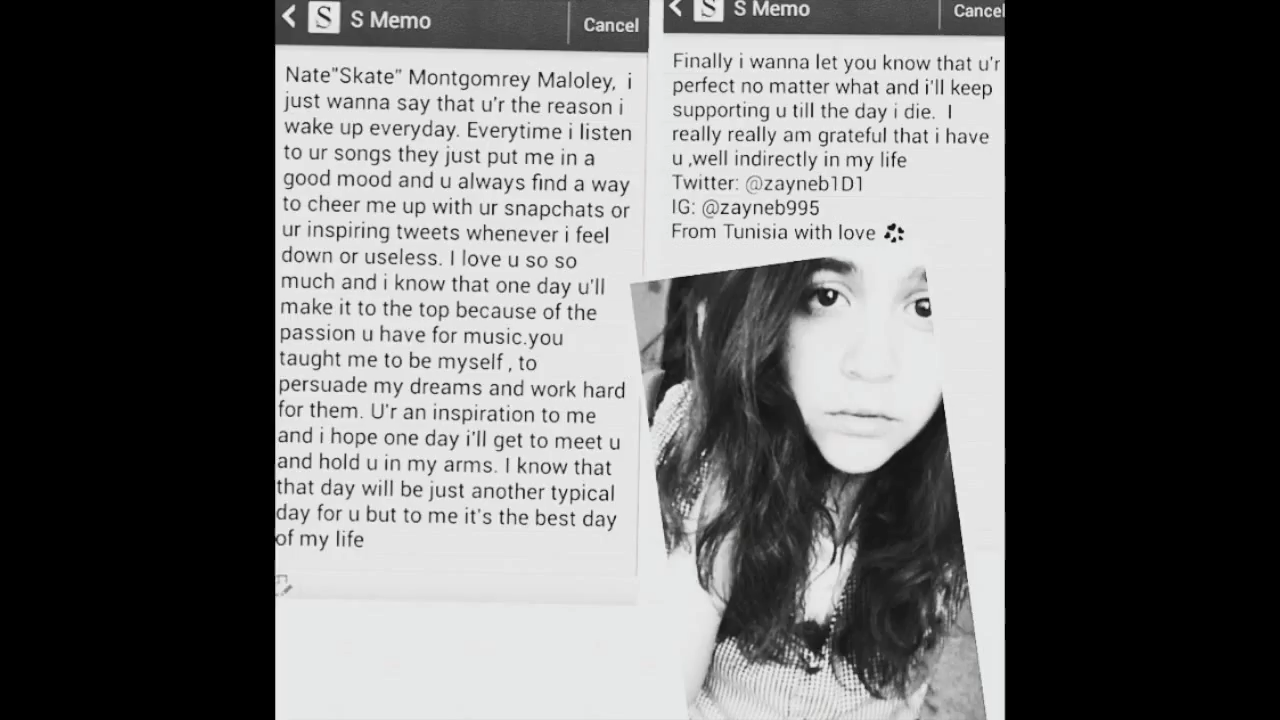 S Memo
Cancel
Nate"Skate" Montgomrey Maloley, i
just wanna say that u'r the reason i
wake up everyday. Everytime i listen
to ur songs they just put me in a
good mood and u always find a way
to cheer me up with ur snapchats or
ur inspiring tweets whenever i feel
down or useless. I love u so so
much and i know that one day u'll
make it to the top because of the
passion u have for music.you
taught me to be myself , to
persuade my dreams and work hard
for them. U'r an inspiration to me
and i hope one day i'll get to meet u
and hold u in my arms. I know that
that day will be just another typical
day for u but to me it's the best day
of my life
S Memo
Cancel
Finally i wanna let you know that u'r
perfect no matter what and i'll keep
supporting u till the day i die. I
really really am grateful that i have
u ,well indirectly in my life
Twitter: @zayneb1D1
IG: @zayneb995
From Tunisia with love